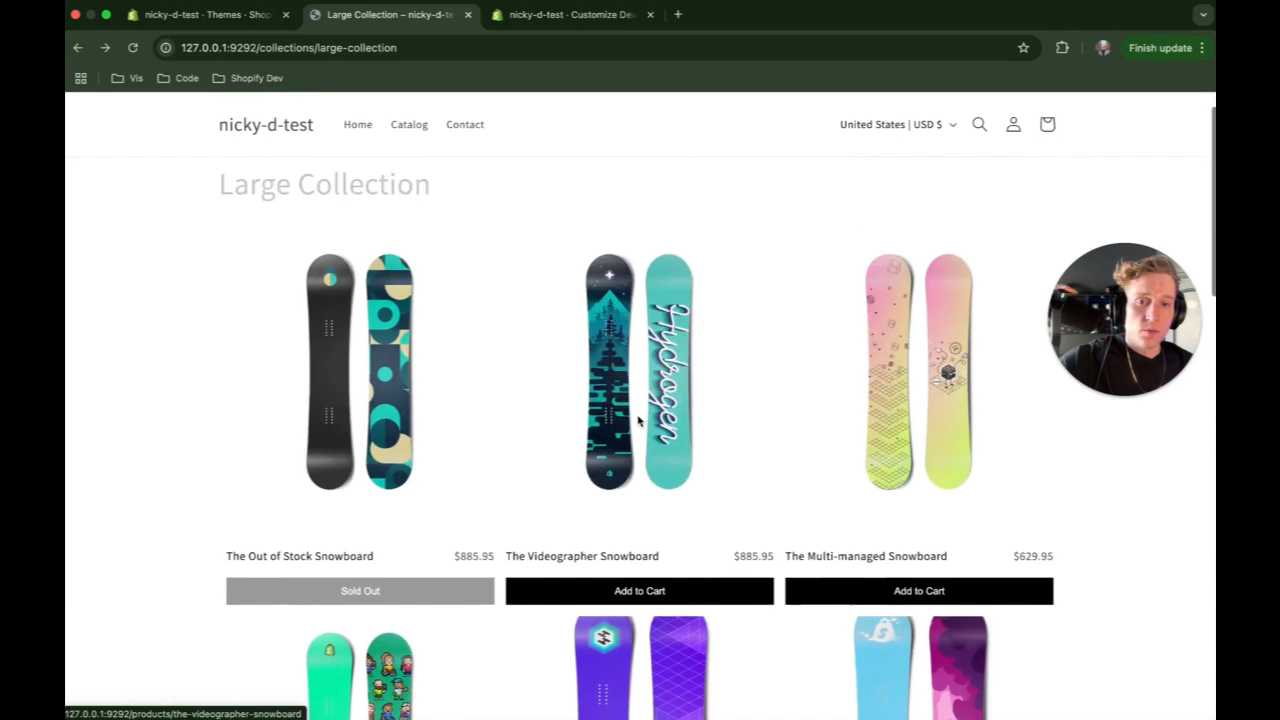 nicky-d-test · Themes · Shop
Large Collection – nicky-d-te
nicky-d-test · Customize Dev
127.0.0.1:9292/collections/large-collection
Finish update
Vis
Code
Shopify Dev
nicky-d-test
Home
Catalog
Contact
United States | USD $
Large Collection
Hydrogen
The Out of Stock Snowboard
$885.95
The Videographer Snowboard
$885.95
The Multi-managed Snowboard
$629.95
Sold Out
Add to Cart
Add to Cart
127.0.0.1:9292/products/the-videographer-snowboard